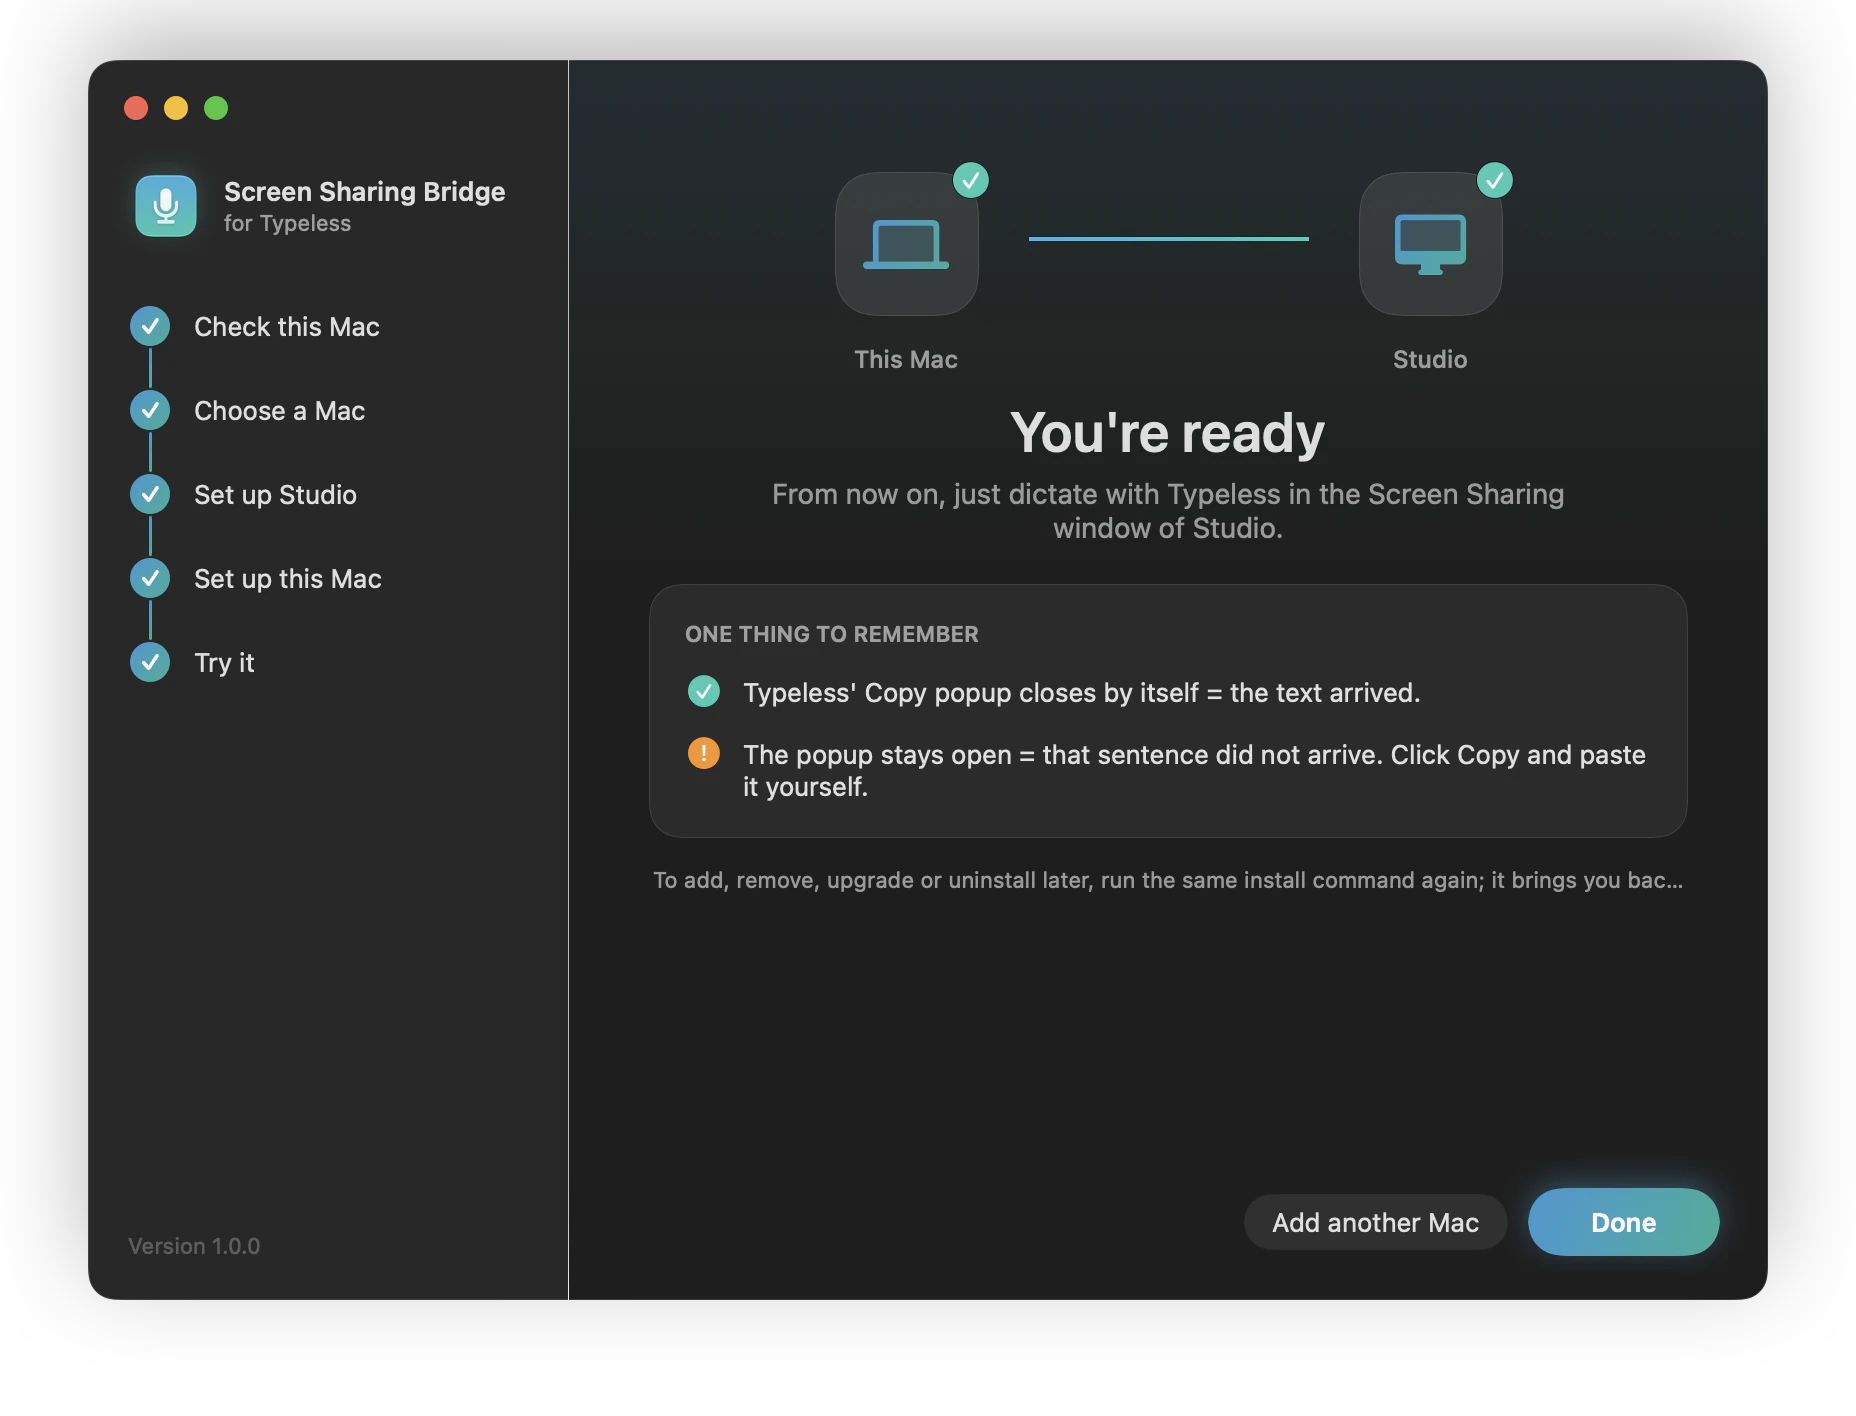 Screen Sharing Bridge
for Typeless
Check this Mac
Choose a Mac
Set up Studio
Set up this Mac
Try it
Version 1.0.0
This Mac
Studio
You're ready
From now on, just dictate with Typeless in the Screen Sharing
window of Studio.
ONE THING TO REMEMBER
Typeless' Copy popup closes by itself = the text arrived.
The popup stays open = that sentence did not arrive. Click Copy and paste
it yourself.
To add, remove, upgrade or uninstall later, run the same install command again; it brings you bac...
Add another Mac
Done